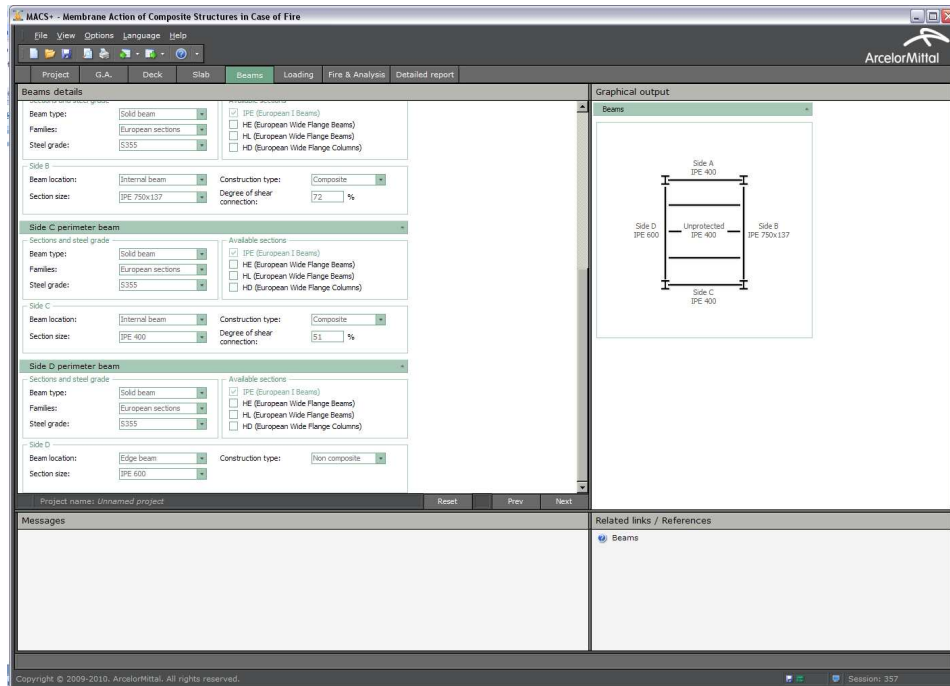 MACS+ - Membrane Action of Composite Structures in Case of Fire
File View Options Language Help
ArcelorMittal
Project G.A. Deck Slab Beams Loading Fire & Analysis Detailed report
Beams details
Sections and steel grade
Available sections
Beam type: Solid beam
IPE (European I Beams)
Families: European sections
HE (European Wide Flange Beams)
HL (European Wide Flange Beams)
Steel grade: S355
HD (European Wide Flange Columns)
Side B
Beam location: Internal beam
Construction type: Composite
Section size: IPE 750x137
Degree of shear connection: 72 %
Side C perimeter beam
Sections and steel grade
Available sections
Beam type: Solid beam
IPE (European I Beams)
Families: European sections
HE (European Wide Flange Beams)
HL (European Wide Flange Beams)
Steel grade: S355
HD (European Wide Flange Columns)
Side C
Beam location: Internal beam
Construction type: Composite
Section size: IPE 400
Degree of shear connection: 51 %
Side D perimeter beam
Sections and steel grade
Available sections
Beam type: Solid beam
IPE (European I Beams)
Families: European sections
HE (European Wide Flange Beams)
HL (European Wide Flange Beams)
Steel grade: S355
HD (European Wide Flange Columns)
Side D
Beam location: Edge beam
Construction type: Non composite
Section size: IPE 600
Project name: Unnamed project
Reset Prev Next
Graphical output
Beams
Side A
IPE 400
Side D
IPE 600
Unprotected
IPE 400
Side B
IPE 750x137
Side C
IPE 400
Messages
Related links / References
Beams
Copyright © 2009-2010. ArcelorMittal. All rights reserved.
Session: 357